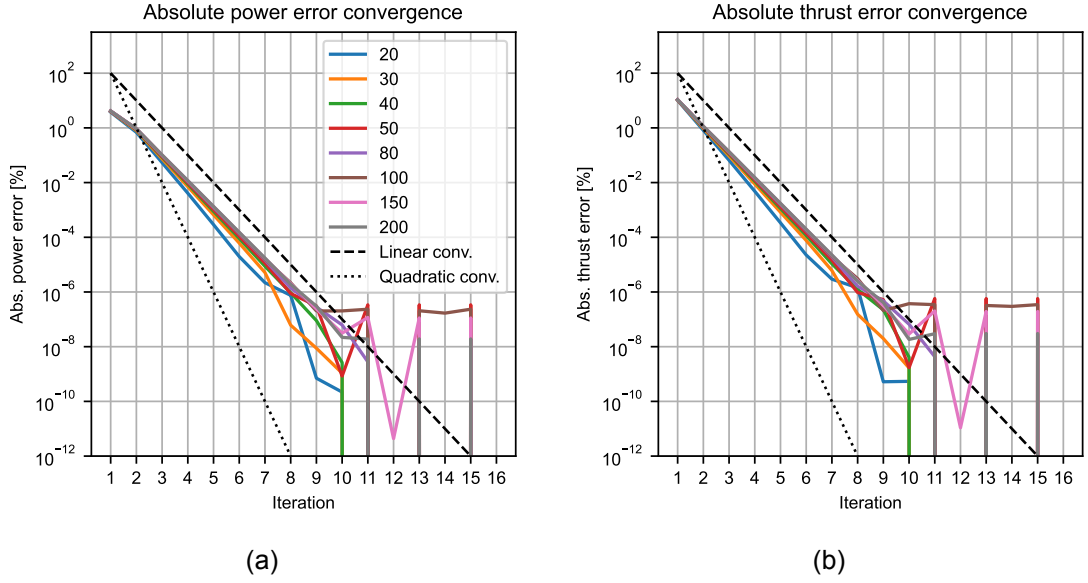 Absolute power error convergence
Abs. power error [%]
10^2
10^0
10^-2
10^-4
10^-6
10^-8
10^-10
10^-12
20
30
40
50
80
100
150
200
Linear conv.
Quadratic conv.
1 2 3 4 5 6 7 8 9 10 11 12 13 14 15 16
Iteration
(a)
Absolute thrust error convergence
Abs. thrust error [%]
10^2
10^0
10^-2
10^-4
10^-6
10^-8
10^-10
10^-12
1 2 3 4 5 6 7 8 9 10 11 12 13 14 15 16
Iteration
(b)